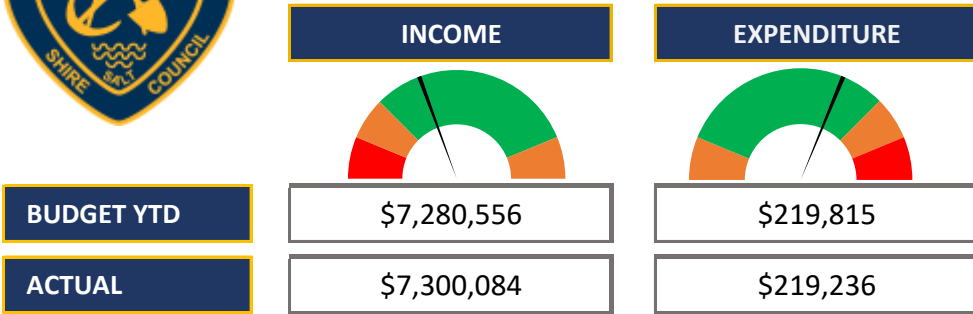 SHIRE SALT COUNCIL
INCOME EXPENDITURE
BUDGET YTD $7,280,556 $219,815
ACTUAL $7,300,084 $219,236